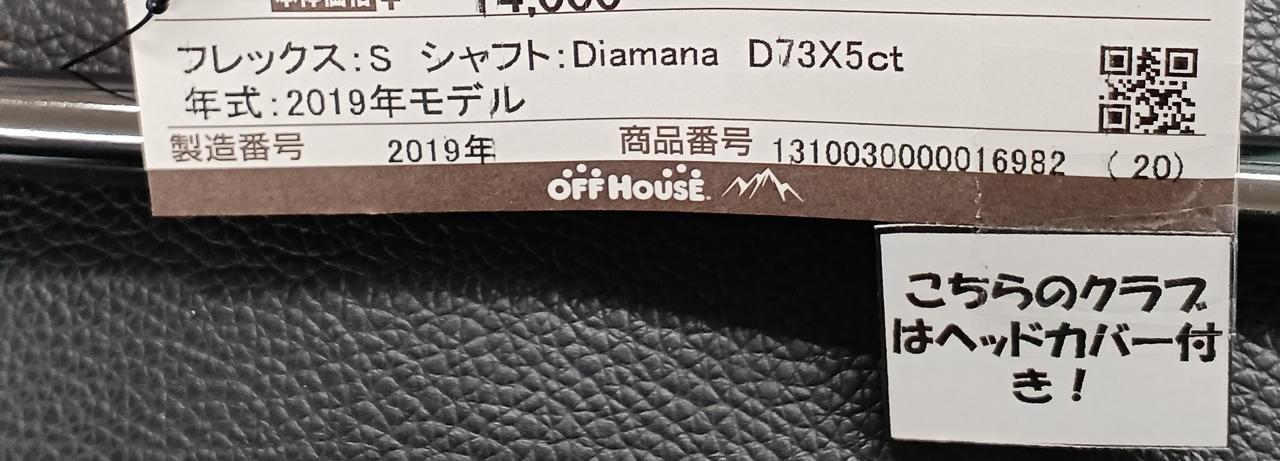 フレックス:S シャフト:Diamana D73X5ct
年式:2019年モデル
製造番号 2019年 商品番号 1310030000016982 (20)
OFF HOUSE
こちらのクラブ
はヘッドカバー付
き!